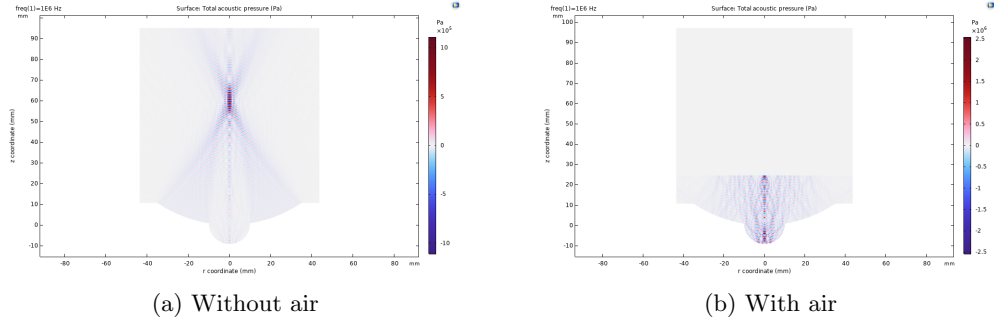 freq(1)=1E6 Hz Surface: Total acoustic pressure (Pa)
mm
Pa
×10⁵
90
80
70
60
50
40
30
20
10
0
-10
z coordinate (mm)
10
5
0
-5
-10
-80 -60 -40 -20 0 20 40 60 80 mm
r coordinate (mm)
(a) Without air
freq(1)=1E6 Hz Surface: Total acoustic pressure (Pa)
mm
Pa
×10⁶
100
90
80
70
60
50
40
30
20
10
0
-10
z coordinate (mm)
2.5
2
1.5
1
0.5
0
-0.5
-1
-1.5
-2
-2.5
-80 -60 -40 -20 0 20 40 60 80 mm
r coordinate (mm)
(b) With air